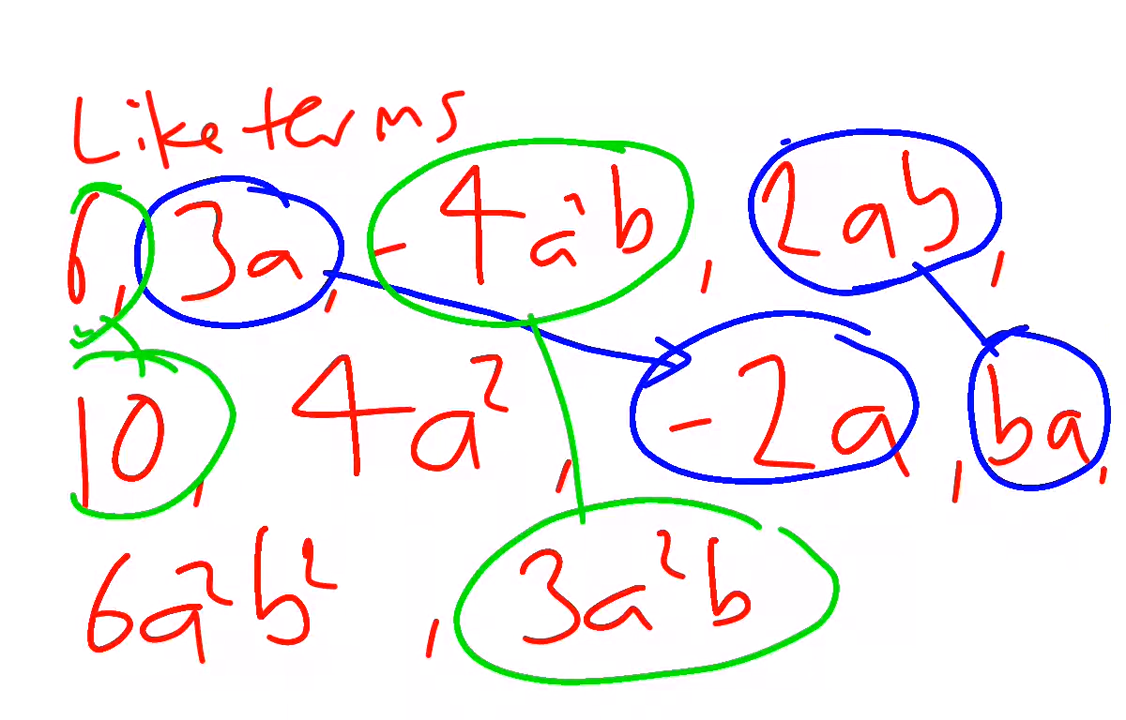 Like terms
6, 3a, -4a²b, 2ab,
10, 4a², -2a, ba,
6a²b², 3a²b